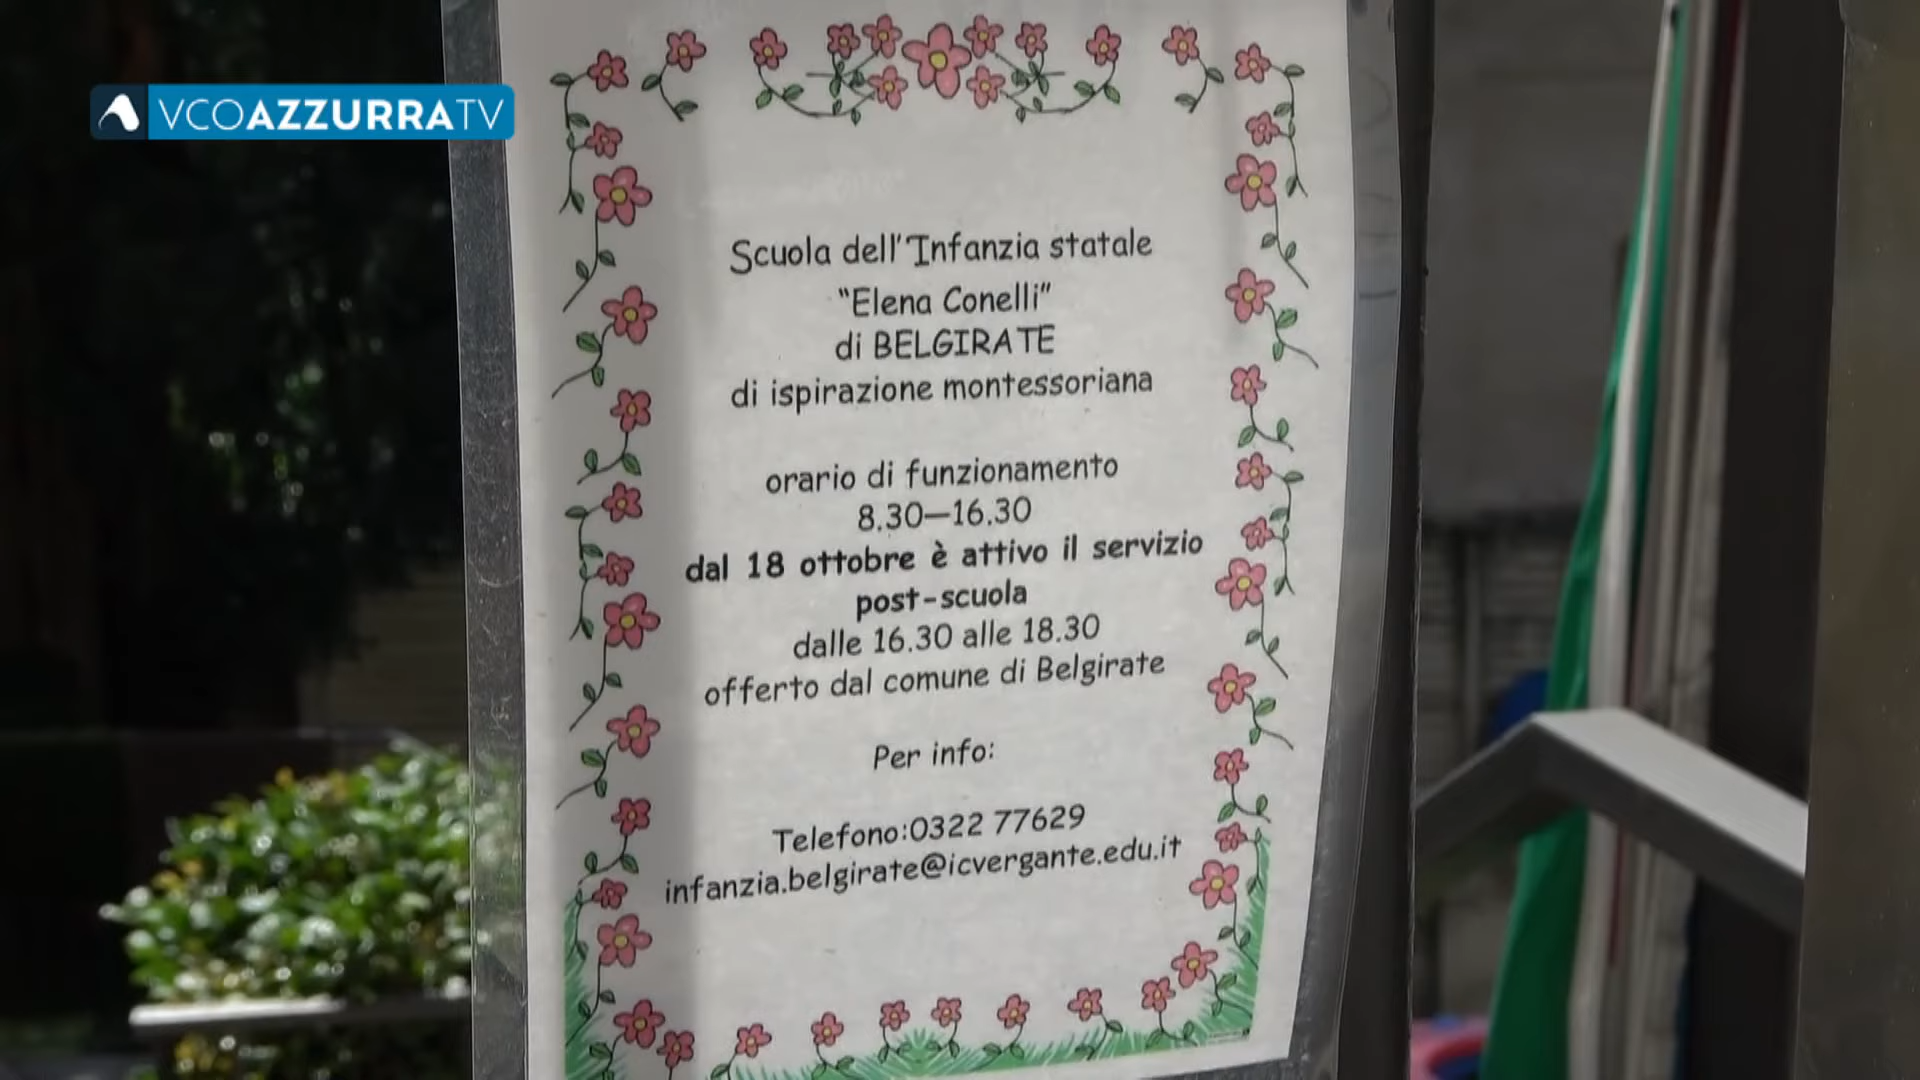 VCOAZZURRATV
Scuola dell'Infanzia statale
"Elena Conelli"
di BELGIRATE
di ispirazione montessoriana
orario di funzionamento
8.30—16.30
dal 18 ottobre è attivo il servizio
post-scuola
dalle 16.30 alle 18.30
offerto dal comune di Belgirate
Per info:
Telefono:0322 77629
infanzia.belgirate@icvergante.edu.it